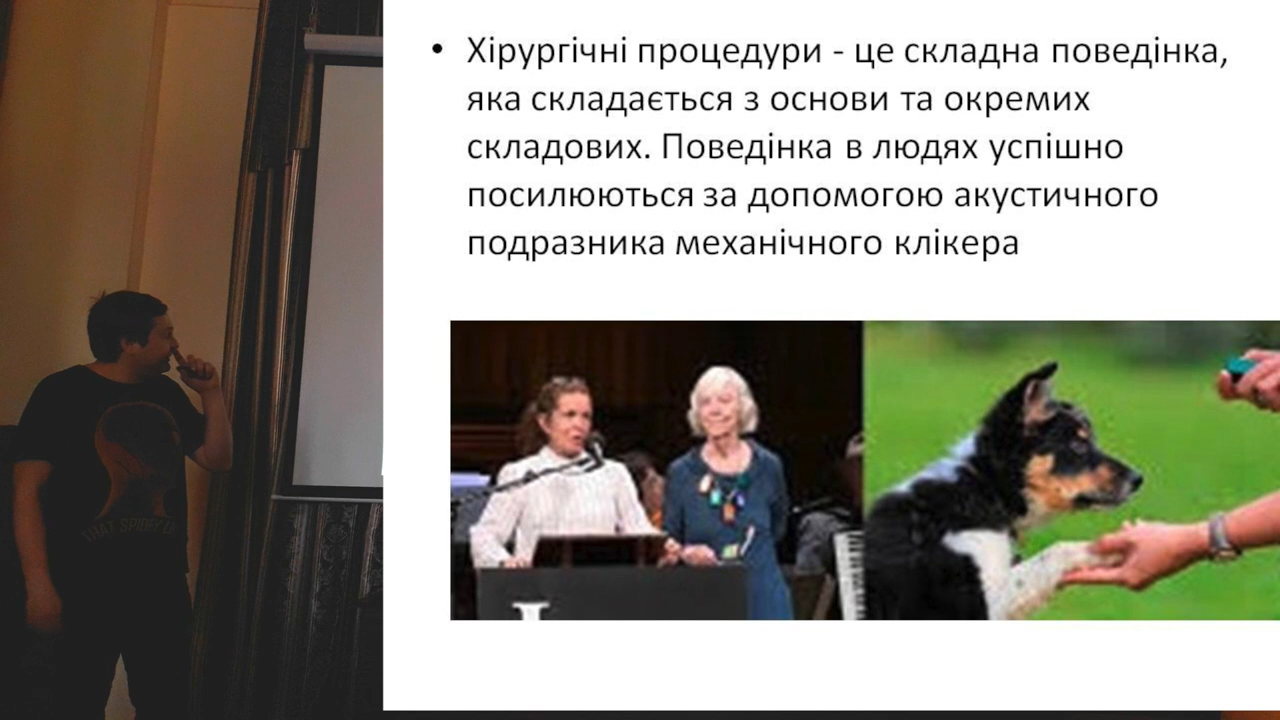 • Хірургічні процедури - це складна поведінка,
яка складається з основи та окремих
складових. Поведінка в людях успішно
посилюються за допомогою акустичного
подразника механічного клікера